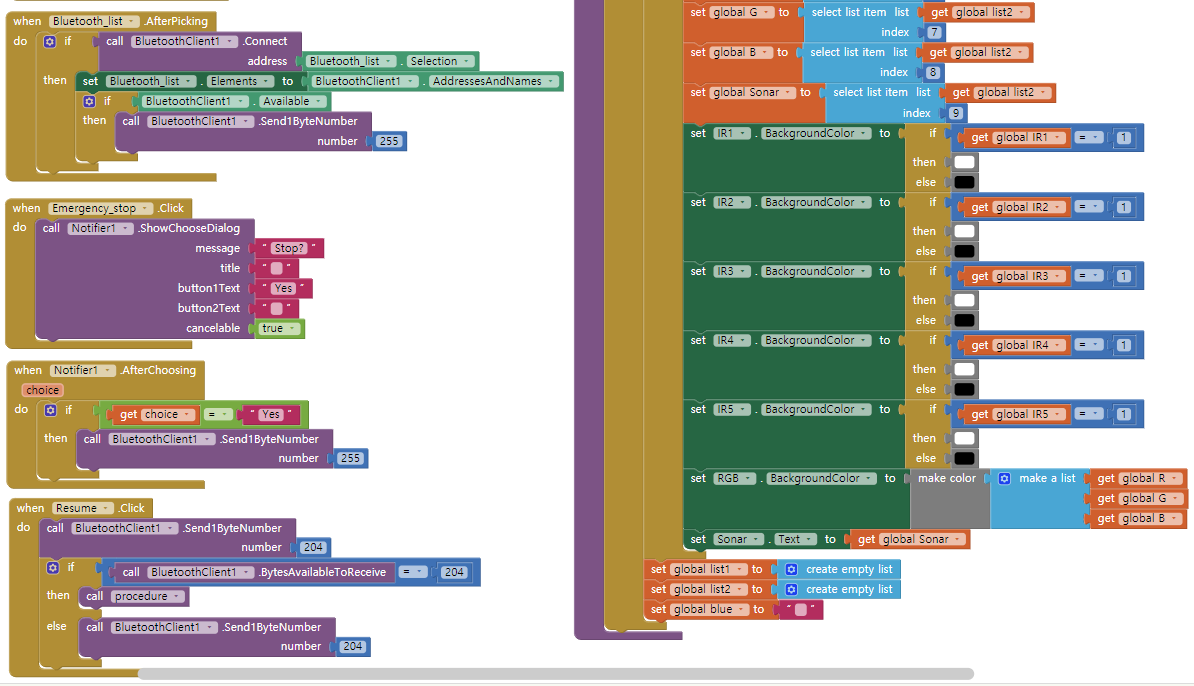 when Bluetooth_list .AfterPicking
do if call BluetoothClient1 .Connect
address Bluetooth_list . Selection
then set Bluetooth_list . Elements to BluetoothClient1 . AddressesAndNames
if BluetoothClient1 . Available
then call BluetoothClient1 .Send1ByteNumber
number 255
when Emergency_stop .Click
do call Notifier1 .ShowChooseDialog
message " Stop? "
title " "
button1Text " Yes "
button2Text " "
cancelable true
when Notifier1 .AfterChoosing
choice
do if get choice = " Yes "
then call BluetoothClient1 .Send1ByteNumber
number 255
when Resume .Click
do call BluetoothClient1 .Send1ByteNumber
number 204
if call BluetoothClient1 .BytesAvailableToReceive = 204
then call procedure
else call BluetoothClient1 .Send1ByteNumber
number 204
set global G to select list item list get global list2
index 7
set global B to select list item list get global list2
index 8
set global Sonar to select list item list get global list2
index 9
set IR1 . BackgroundColor to if get global IR1 = 1
then
else
set IR2 . BackgroundColor to if get global IR2 = 1
then
else
set IR3 . BackgroundColor to if get global IR3 = 1
then
else
set IR4 . BackgroundColor to if get global IR4 = 1
then
else
set IR5 . BackgroundColor to if get global IR5 = 1
then
else
set RGB . BackgroundColor to make color make a list get global R
get global G
get global B
set Sonar . Text to get global Sonar
set global list1 to create empty list
set global list2 to create empty list
set global blue to " "